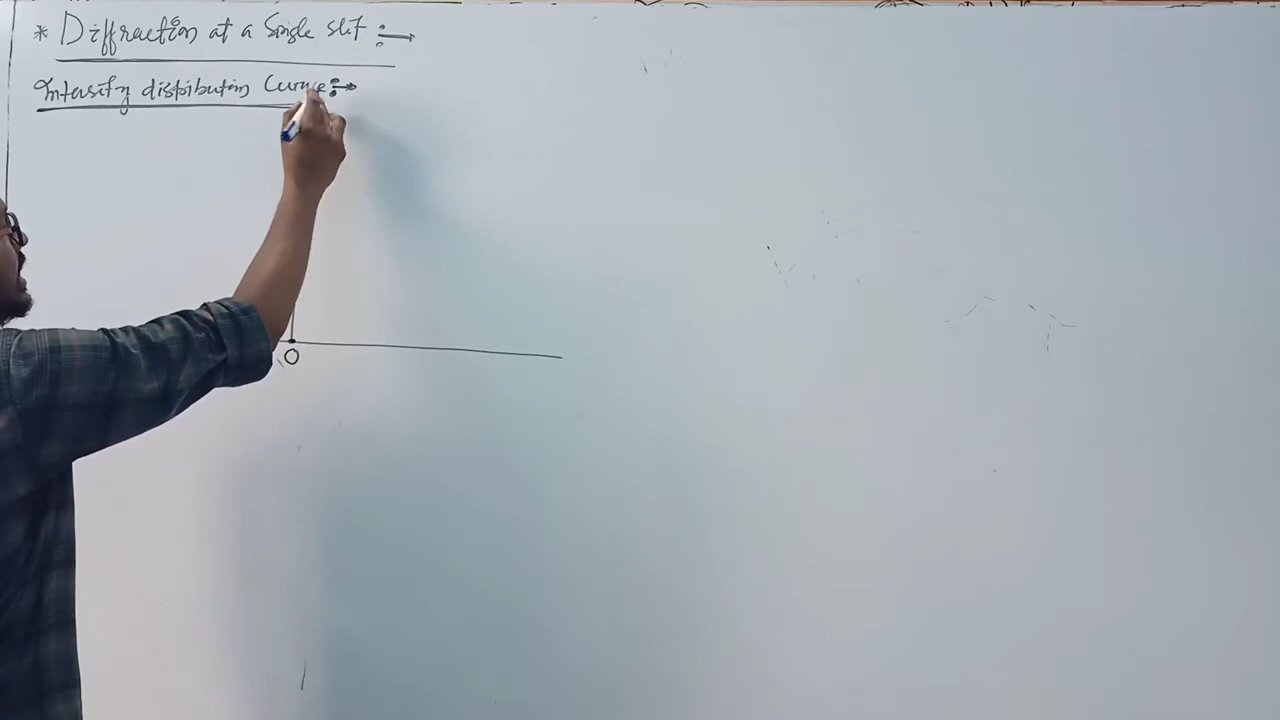 * Diffraction at a Single slit :→
Intensity distribution Curve :→
O